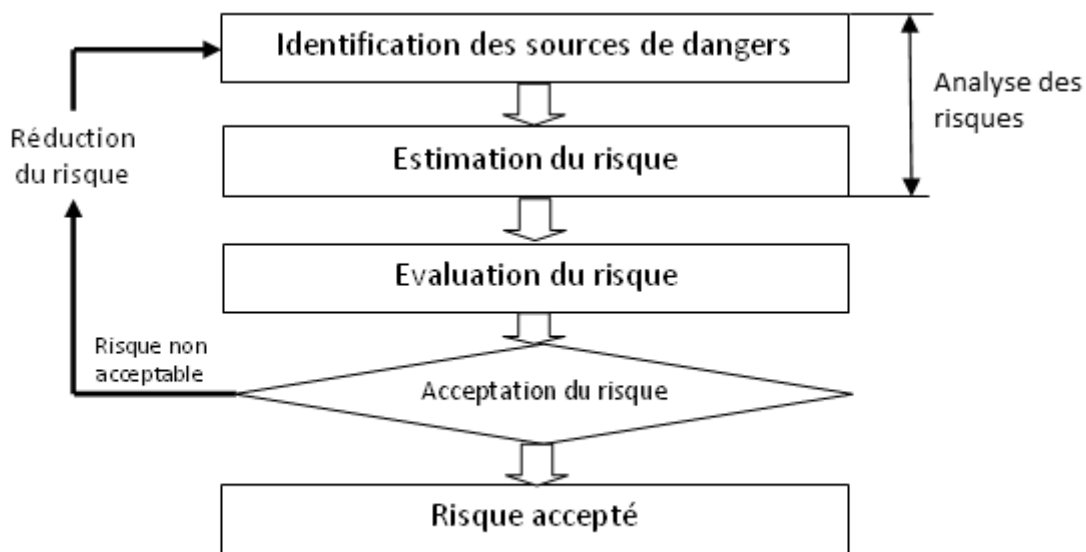 Identification des sources de dangers
Analyse des
risques
Réduction
du risque
Estimation du risque
Evaluation du risque
Risque non
acceptable
Acceptation du risque
Risque accepté